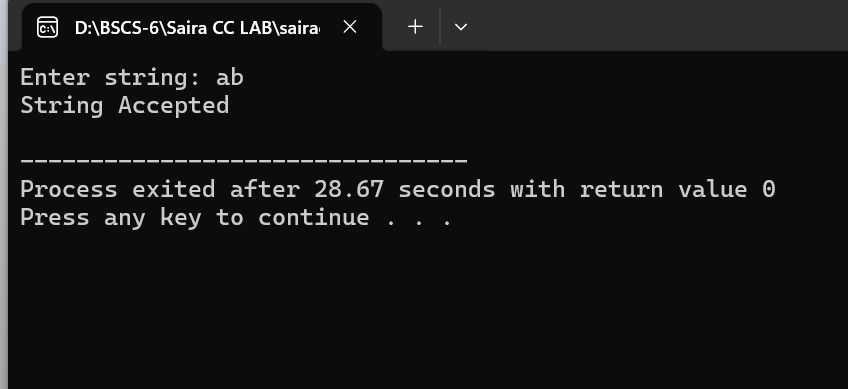 D:\BSCS-6\Saira CC LAB\saira
Enter string: ab
String Accepted
--------------------------------
Process exited after 28.67 seconds with return value 0
Press any key to continue . . .